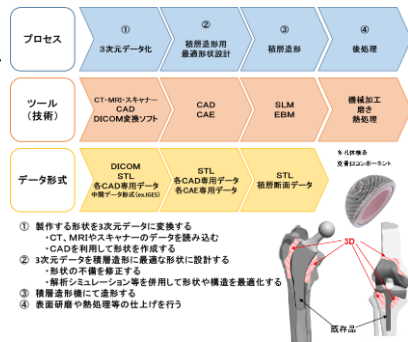 プロセス
①
3次元データ化
②
積層造形用
最適形状設計
③
積層造形
④
後処理
ツール
(技術)
CT・MRI・スキャナー
CAD
DICOM変換ソフト
CAD
CAE
SLM
EBM
機械加工
磨き
熱処理
データ形式
DICOM
STL
各CAD専用データ
中間データ形式(ex.IGES)
STL
各CAD専用データ
各CAE専用データ
STL
積層断面データ
① 製作する形状を3次元データに変換する
・CT、MRIやスキャナーのデータを読み込む
・CADを利用して形状を作成する
② 3次元データを積層造形に最適な形状に設計する
・形状の不備を修正する
・解析シミュレーション等を併用して形状や構造を最適化する
③ 積層造形機にて造形する
④ 表面研磨や熱処理等の仕上げを行う
3D
既存品